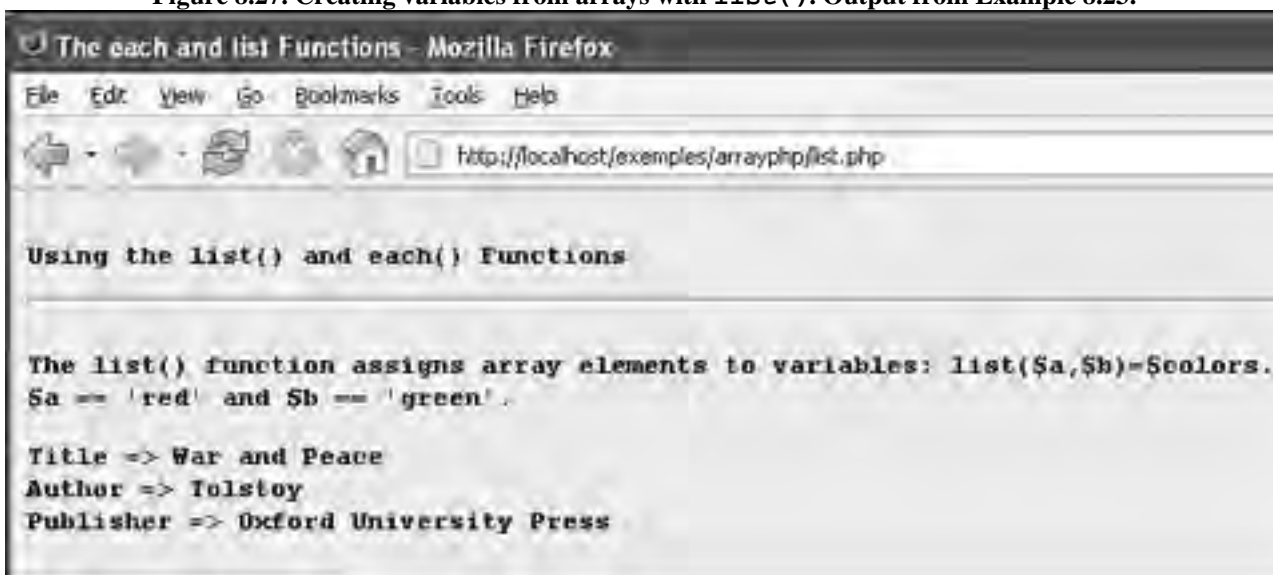 Figure 8.27. Creating variables from arrays with list(). Output from Example 8.23.
The each and list Functions - Mozilla Firefox
File Edit View Go Bookmarks Tools Help
http://localhost/exemples/arrayphp/list.php
Using the list() and each() Functions
The list() function assigns array elements to variables: list($a,$b)=$colors.
$a == 'red' and $b == 'green'.
Title => War and Peace
Author => Tolstoy
Publisher => Oxford University Press